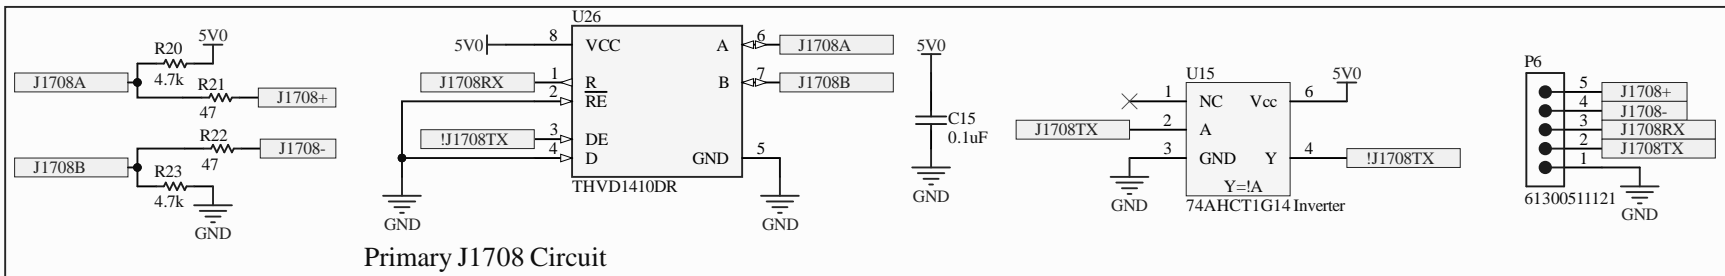 R20
5V0
4.7k
J1708A
R21
47
J1708+
R22
47
J1708-
J1708B
R23
4.7k
GND
U26
5V0
8
VCC
A
6
J1708A
J1708RX
1
R
B
7
J1708B
2
RE
!J1708TX
3
DE
4
D
GND
5
THVD1410DR
GND
GND
5V0
C15
0.1uF
GND
U15
5V0
1
NC
Vcc
6
J1708TX
2
A
3
GND
Y
4
!J1708TX
Y=!A
74AHCT1G14 Inverter
GND
P6
5
J1708+
4
J1708-
3
J1708RX
2
J1708TX
1
61300511121
GND
Primary J1708 Circuit